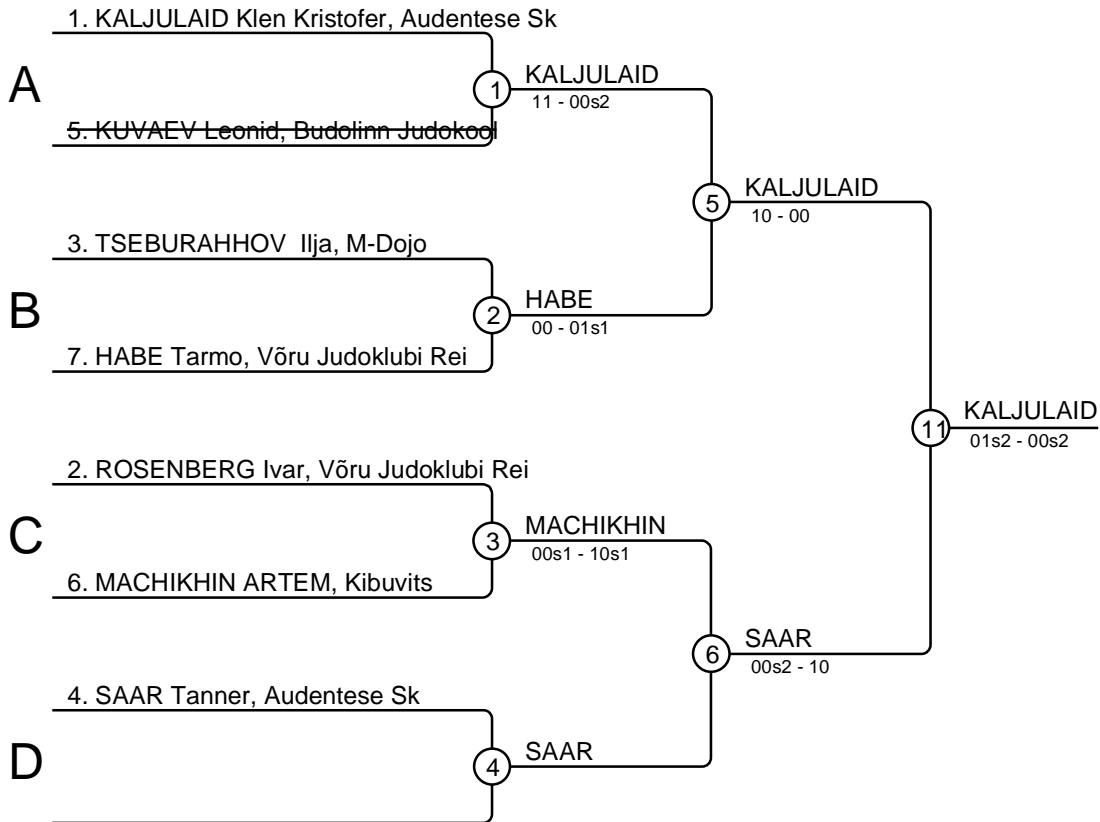 1. KALJULAID Klen Kristofer, Audentese Sk
A
1
KALJULAID
11 - 00s2
5. KUVAEV Leonid, Budolinn Judokool
5
KALJULAID
10 - 00
3. TSEBURAHHOV Ilja, M-Dojo
B
2
HABE
00 - 01s1
7. HABE Tarmo, Võru Judoklubi Rei
11
KALJULAID
01s2 - 00s2
2. ROSENBERG Ivar, Võru Judoklubi Rei
C
3
MACHIKHIN
00s1 - 10s1
6. MACHIKHIN ARTEM, Kibuvits
6
SAAR
00s2 - 10
4. SAAR Tanner, Audentese Sk
D
4
SAAR